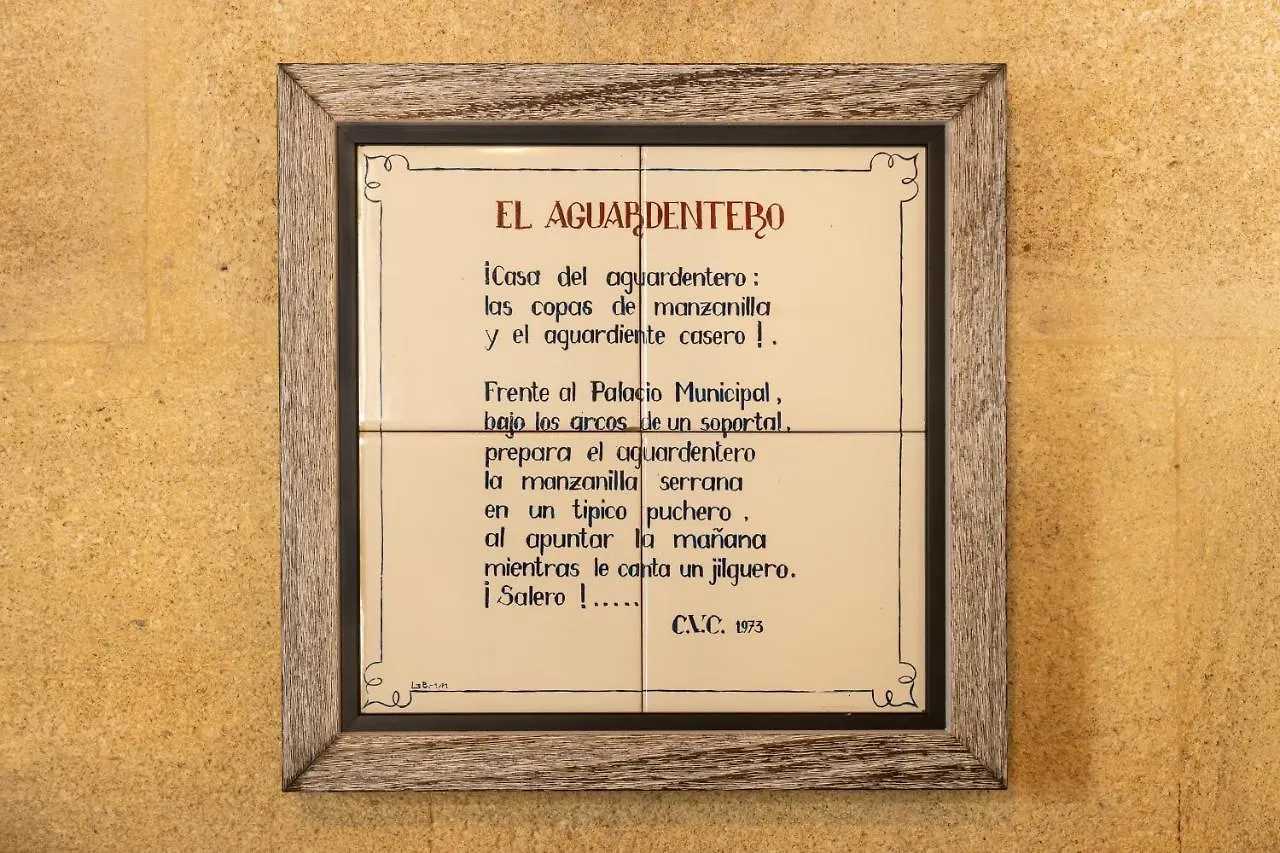 EL AGUARDENTERO
¡Casa del aguardentero:
las copas de manzanilla
y el aguardiente casero!.
Frente al Palacio Municipal,
bajo los arcos de un soportal,
prepara el aguardentero
la manzanilla serrana
en un tipico puchero,
al apuntar la mañana
mientras le canta un jilguero.
¡Salero!.....
C.V.C. 1973